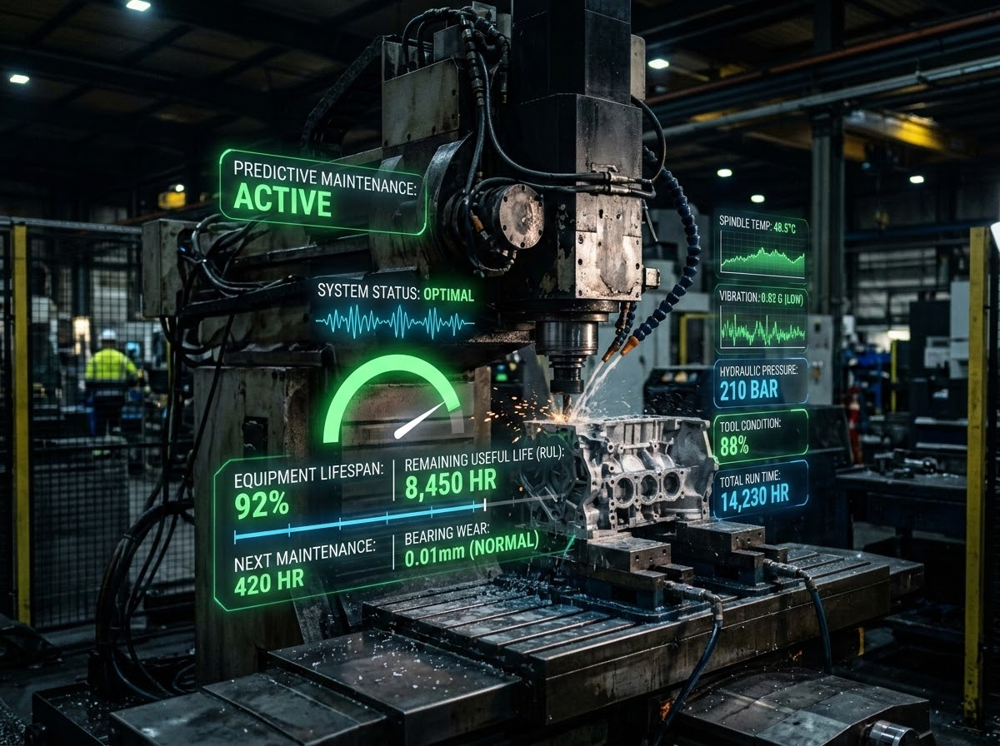 PREDICTIVE MAINTENANCE:
ACTIVE
SYSTEM STATUS: OPTIMAL
EQUIPMENT LIFESPAN:
92%
REMAINING USEFUL LIFE (RUL):
8,450 HR
NEXT MAINTENANCE:
420 HR
BEARING WEAR:
0.01mm (NORMAL)
SPINDLE TEMP: 48.5°C
VIBRATION: 0.82 G (LOW)
HYDRAULIC PRESSURE:
210 BAR
TOOL CONDITION:
88%
TOTAL RUN TIME:
14,230 HR